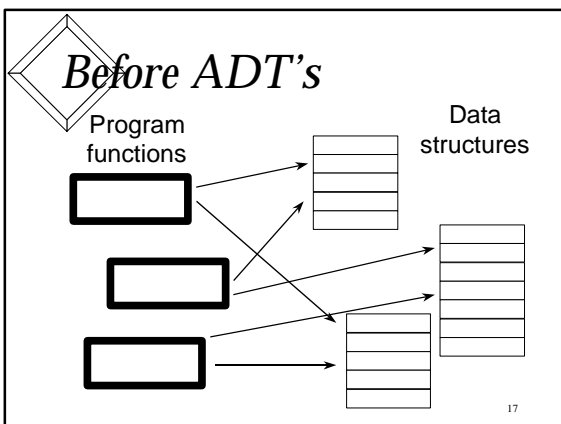 Before ADT's
Program
functions
Data
structures
17